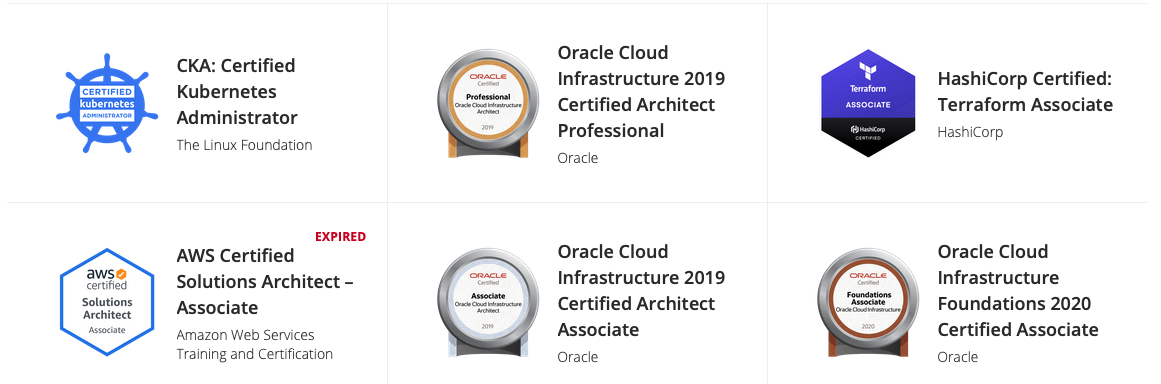 CERTIFIED
kubernetes
ADMINISTRATOR
CKA: Certified
Kubernetes
Administrator
The Linux Foundation
ORACLE
Certified
Professional
Oracle Cloud Infrastructure
Architect
2019
Oracle Cloud
Infrastructure 2019
Certified Architect
Professional
Oracle
Terraform
ASSOCIATE
HashiCorp
CERTIFIED
HashiCorp Certified:
Terraform Associate
HashiCorp
EXPIRED
aws
certified
Solutions
Architect
Associate
AWS Certified
Solutions Architect –
Associate
Amazon Web Services
Training and Certification
ORACLE
Certified
Associate
Oracle Cloud Infrastructure
Architect
2019
Oracle Cloud
Infrastructure 2019
Certified Architect
Associate
Oracle
ORACLE
Certified
Foundations
Associate
Oracle Cloud Infrastructure
2020
Oracle Cloud
Infrastructure
Foundations 2020
Certified Associate
Oracle